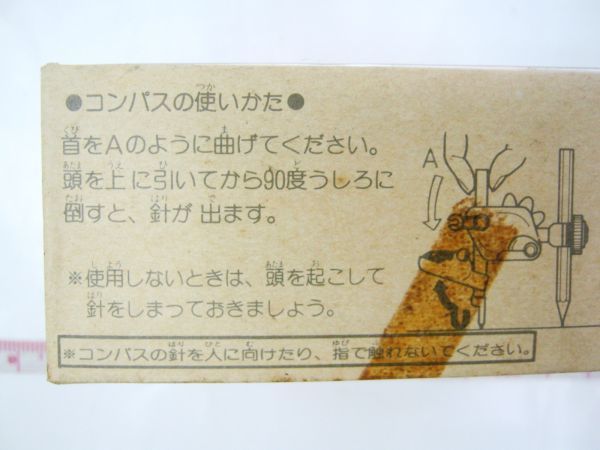 ●コンパスの使いかた●
首をAのように曲げてください。
頭を上に引いてから90度うしろに
倒すと、針が出ます。
※使用しないときは、頭を起こして
針をしまっておきましょう。
※コンパスの針を人に向けたり、指で触れないでください。
A